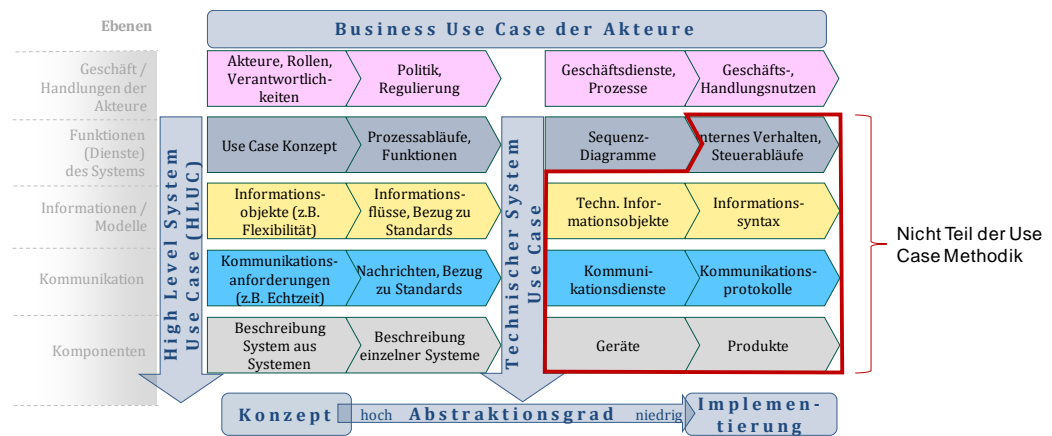 Ebenen
Business Use Case der Akteure
Geschäft /
Handlungen der
Akteure
Akteure, Rollen,
Verantwortlich-
keiten
Politik,
Regulierung
Geschäftsdienste,
Prozesse
Geschäfts-,
Handlungsnutzen
High Level System
Use Case (HLUC)
Technischer System
Use Case
Funktionen
(Dienste)
des Systems
Use Case Konzept
Prozessabläufe,
Funktionen
Sequenz-
Diagramme
Internes Verhalten,
Steuerabläufe
Informationen /
Modelle
Informations-
objekte (z.B.
Flexibilität)
Informations-
flüsse, Bezug zu
Standards
Techn. Infor-
mationsobjekte
Informations-
syntax
Nicht Teil der Use
Case Methodik
Kommunikation
Kommunikations-
anforderungen
(z.B. Echtzeit)
Nachrichten, Bezug
zu Standards
Kommuni-
kationsdienste
Kommunikations-
protokolle
Komponenten
Beschreibung
System aus
Systemen
Beschreibung
einzelner Systeme
Geräte
Produkte
Konzept
hoch Abstraktionsgrad niedrig
Implemen-
tierung